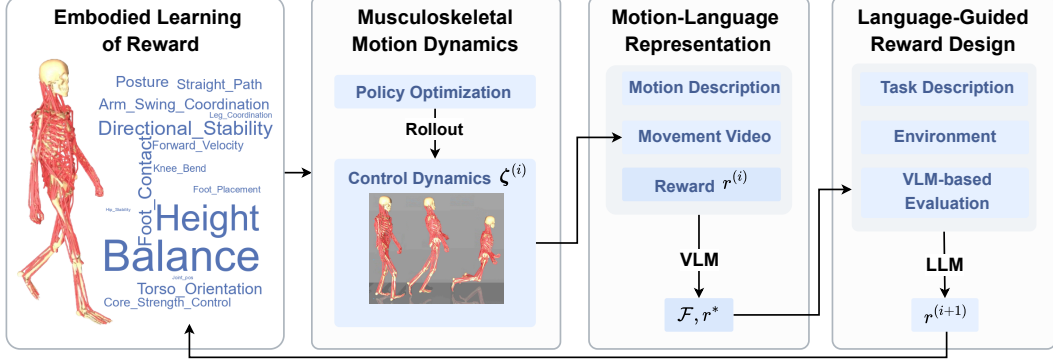 Embodied Learning
of Reward
Posture
Straight_Path
Arm_Swing_Coordination
Leg_Coordination
Directional_Stability
Forward_Velocity
Foot_Contact
Knee_Bend
Foot_Placement
Hip_Stability
Height
Balance
Joint_pos
Torso_Orientation
Core_Strength_Control
Musculoskeletal
Motion Dynamics
Policy Optimization
Rollout
Control Dynamics ζ^(i)
Motion-Language
Representation
Motion Description
Movement Video
Reward r^(i)
VLM
ℱ, r*
Language-Guided
Reward Design
Task Description
Environment
VLM-based
Evaluation
LLM
r^(i+1)